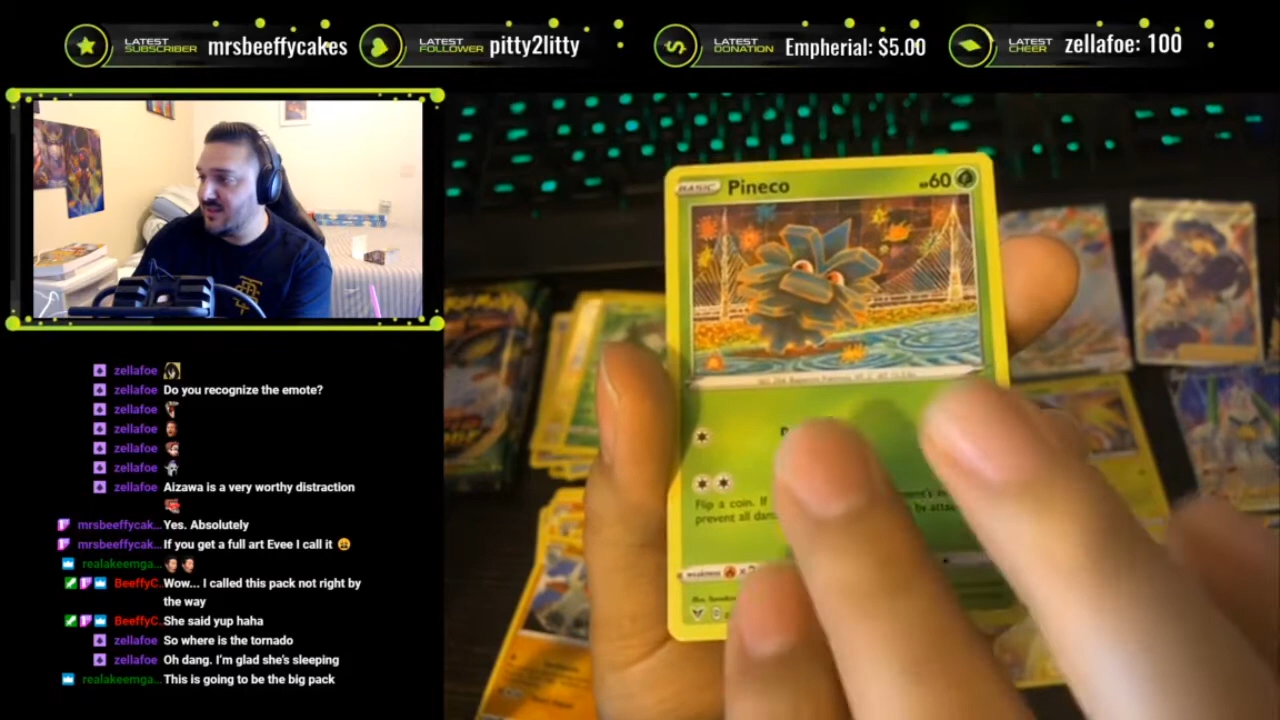 LATEST SUBSCRIBER mrsbeeffycakes
LATEST FOLLOWER pitty2litty
LATEST DONATION Empherial: $5.00
LATEST CHEER zellafoe: 100
BASIC Pineco 60
Flip a coin. If
prevent all
weakness
zellafoe
zellafoe Do you recognize the emote?
zellafoe
zellafoe
zellafoe
zellafoe
zellafoe Aizawa is a very worthy distraction
mrsbeeffycak... Yes. Absolutely
mrsbeeffycak... If you get a full art Evee I call it
realakeemga...
BeeffyC. Wow... I called this pack not right by
the way
BeeffyC. She said yup haha
zellafoe So where is the tornado
zellafoe Oh dang. I'm glad she's sleeping
realakeemga... This is going to be the big pack